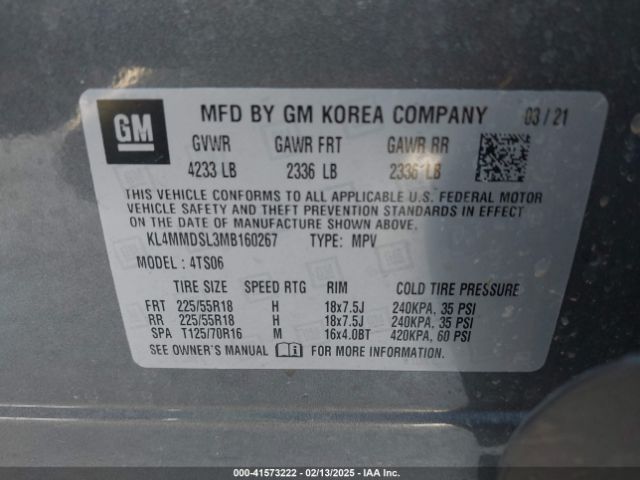 GM
MFD BY GM KOREA COMPANY 03 / 21
GVWR GAWR FRT GAWR RR
4233 LB 2336 LB 2336 LB
THIS VEHICLE CONFORMS TO ALL APPLICABLE U.S. FEDERAL MOTOR
VEHICLE SAFETY AND THEFT PREVENTION STANDARDS IN EFFECT
ON THE DATE OF MANUFACTURE SHOWN ABOVE.
KL4MMDSL3MB160267 TYPE: MPV
MODEL : 4TS06
TIRE SIZE SPEED RTG RIM COLD TIRE PRESSURE
FRT 225/55R18 H 18x7.5J 240KPA, 35 PSI
RR 225/55R18 H 18x7.5J 240KPA, 35 PSI
SPA T125/70R16 M 16x4.0BT 420KPA, 60 PSI
SEE OWNER'S MANUAL FOR MORE INFORMATION.
000-41573222 - 02/13/2025 - IAA Inc.